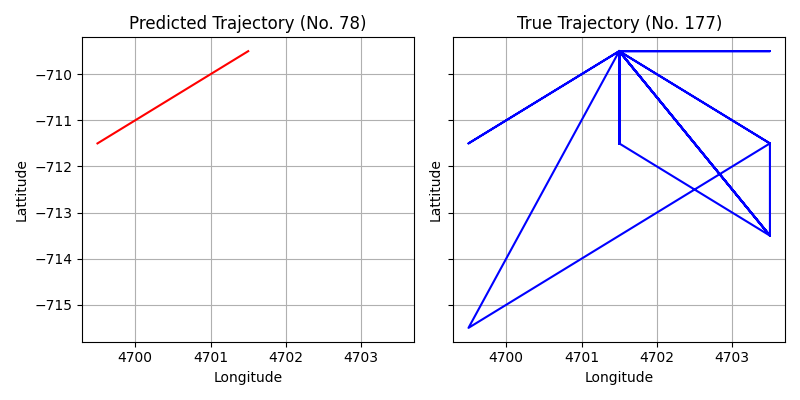 Predicted Trajectory (No. 78)
True Trajectory (No. 177)
Lattitude
−710
−711
−712
−713
−714
−715
4700
4701
4702
4703
Longitude
Lattitude
4700
4701
4702
4703
Longitude